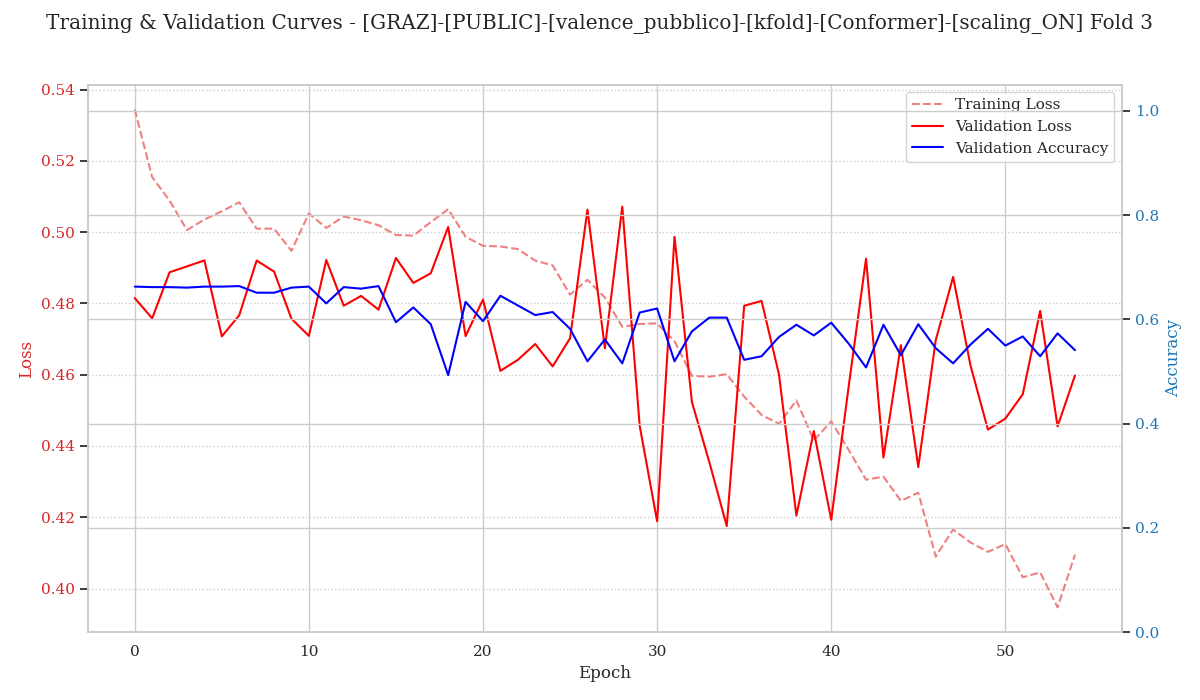 Training & Validation Curves - [GRAZ]-[PUBLIC]-[valence_pubblico]-[kfold]-[Conformer]-[scaling_ON] Fold 3
Training Loss
Validation Loss
Validation Accuracy
Loss
0.54
0.52
0.50
0.48
0.46
0.44
0.42
0.40
1.0
0.8
0.6
0.4
0.2
0.0
Accuracy
0 10 20 30 40 50
Epoch